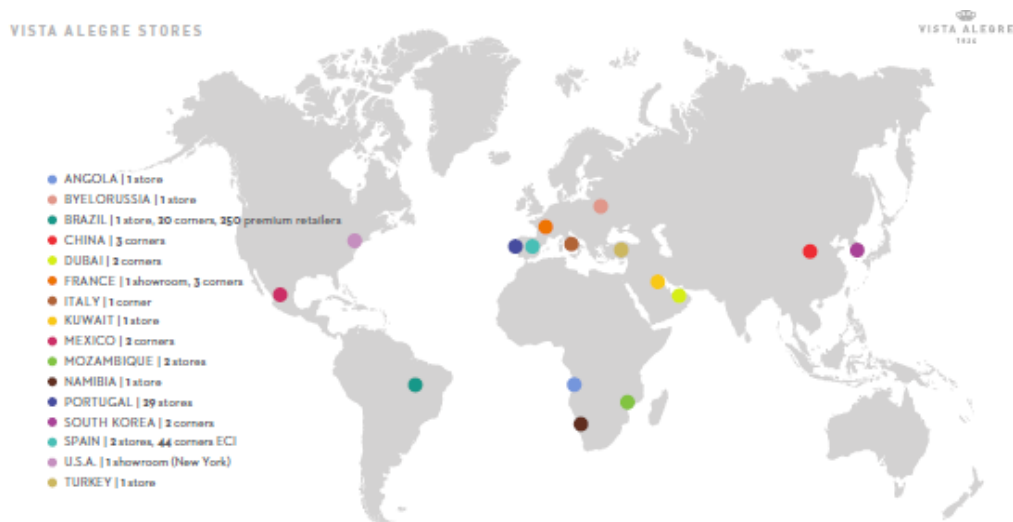 VISTA ALEGRE STORES
VISTA ALEGRE
1824
ANGOLA | 1 store
BYELORUSSIA | 1 store
BRAZIL | 1 store, 20 corners, 250 premium retailers
CHINA | 3 corners
DUBAI | 2 corners
FRANCE | 1 showroom, 3 corners
ITALY | 1 corner
KUWAIT | 1 store
MEXICO | 2 corners
MOZAMBIQUE | 2 stores
NAMIBIA | 1 store
PORTUGAL | 29 stores
SOUTH KOREA | 2 corners
SPAIN | 2 stores, 44 corners ECI
U.S.A. | 1 showroom (New York)
TURKEY | 1 store